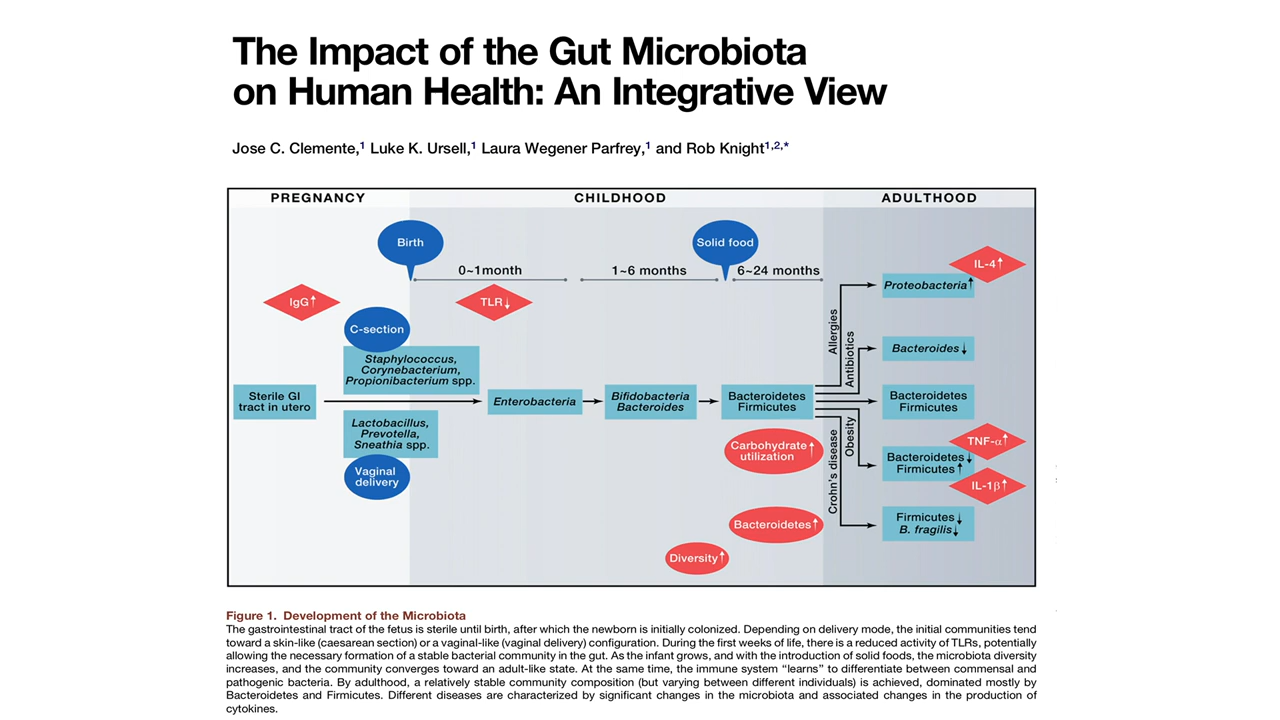 The Impact of the Gut Microbiota
on Human Health: An Integrative View
Jose C. Clemente,1 Luke K. Ursell,1 Laura Wegener Parfrey,1 and Rob Knight1,2,*
PREGNANCY
CHILDHOOD
ADULTHOOD
Birth
Solid food
0~1month
1~6 months
6~24 months
IL-4↑
Proteobacteria↑
IgG↑
TLR↓
C-section
Staphylococcus,
Corynebacterium,
Propionibacterium spp.
Allergies
Antibiotics
Bacteroides↓
Sterile GI
tract in utero
Enterobacteria
Bifidobacteria
Bacteroides
Bacteroidetes
Firmicutes
Bacteroidetes
Firmicutes
Lactobacillus,
Prevotella,
Sneathia spp.
Vaginal
delivery
Carbohydrate↑
utilization
Crohn's disease
Obesity
TNF-α↑
Bacteroidetes↓
Firmicutes↑
IL-1β↑
Bacteroidetes↑
Firmicutes↓
B. fragilis↓
Diversity↑
Figure 1. Development of the Microbiota
The gastrointestinal tract of the fetus is sterile until birth, after which the newborn is initially colonized. Depending on delivery mode, the initial communities tend
toward a skin-like (caesarean section) or a vaginal-like (vaginal delivery) configuration. During the first weeks of life, there is a reduced activity of TLRs, potentially
allowing the necessary formation of a stable bacterial community in the gut. As the infant grows, and with the introduction of solid foods, the microbiota diversity
increases, and the community converges toward an adult-like state. At the same time, the immune system “learns” to differentiate between commensal and
pathogenic bacteria. By adulthood, a relatively stable community composition (but varying between different individuals) is achieved, dominated mostly by
Bacteroidetes and Firmicutes. Different diseases are characterized by significant changes in the microbiota and associated changes in the production of
cytokines.